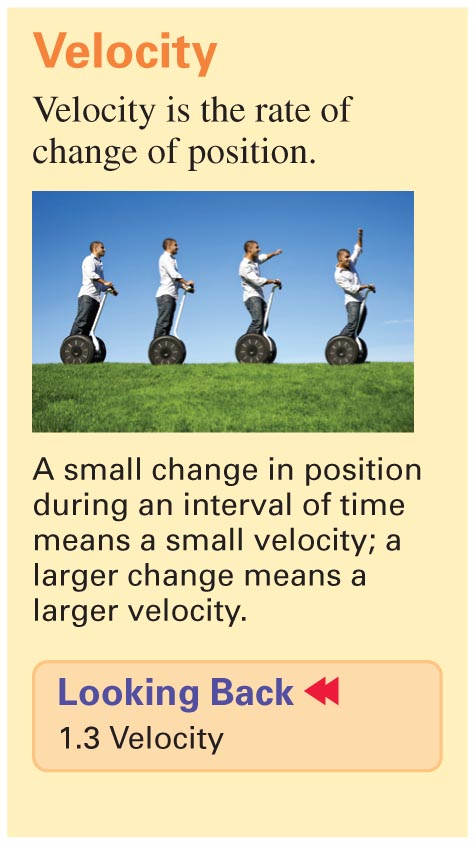 Velocity
Velocity is the rate of
change of position.
A small change in position
during an interval of time
means a small velocity; a
larger change means a
larger velocity.
Looking Back
1.3 Velocity